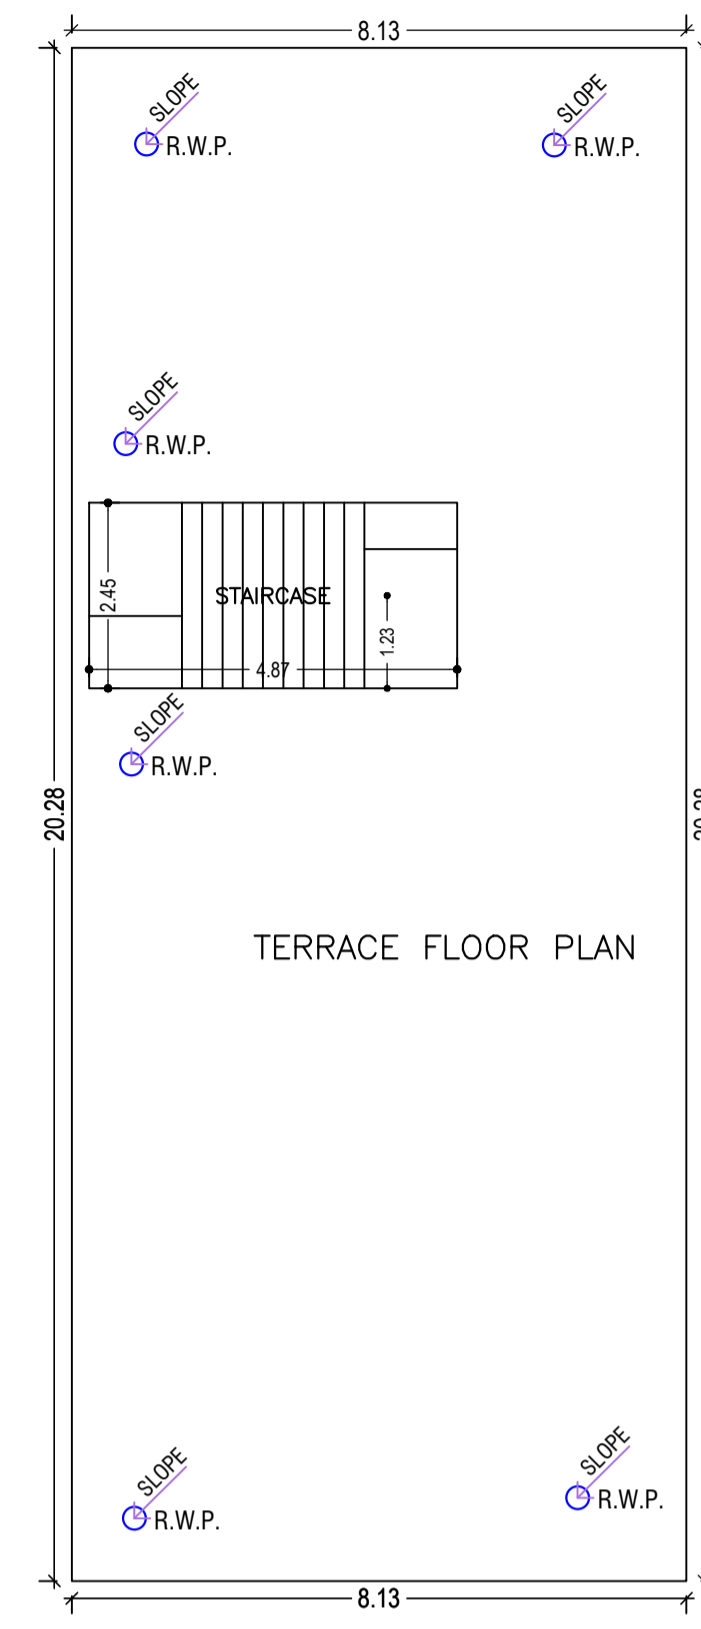 8.13
SLOPE
R.W.P.
SLOPE
R.W.P.
SLOPE
R.W.P.
2.45
STAIRCASE
1.23
4.87
SLOPE
R.W.P.
20.28
TERRACE FLOOR PLAN
SLOPE
R.W.P.
SLOPE
R.W.P.
8.13